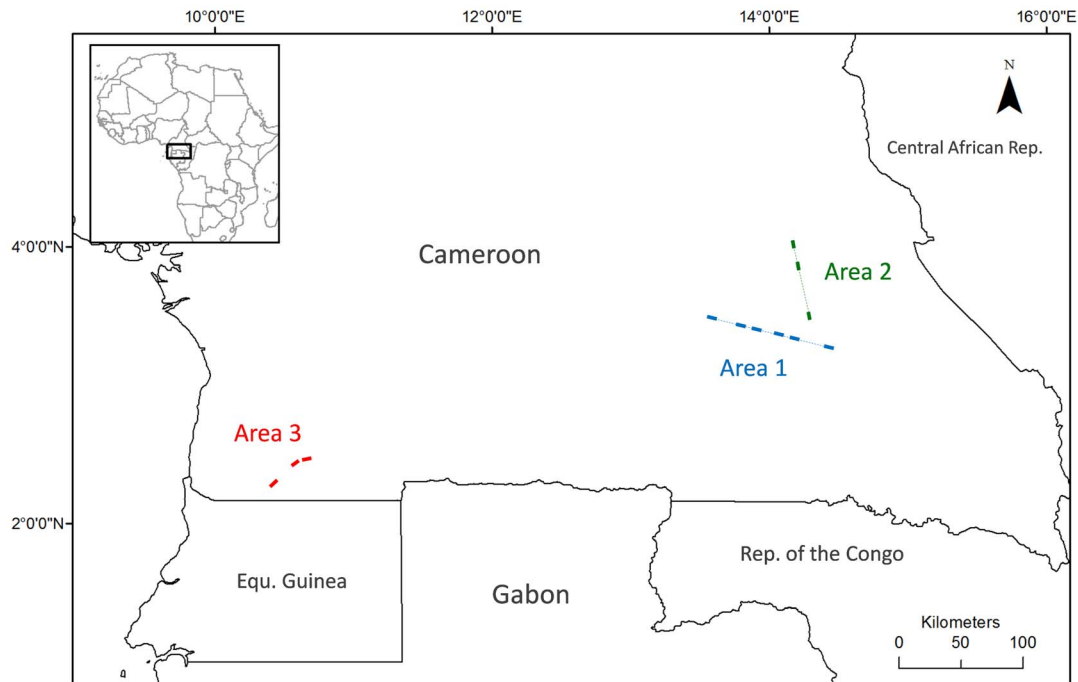 10°0'0"E
12°0'0"E
14°0'0"E
16°0'0"E
N
Central African Rep.
4°0'0"N
Cameroon
Area 2
Area 1
Area 3
2°0'0"N
Equ. Guinea
Gabon
Rep. of the Congo
Kilometers
0 50 100